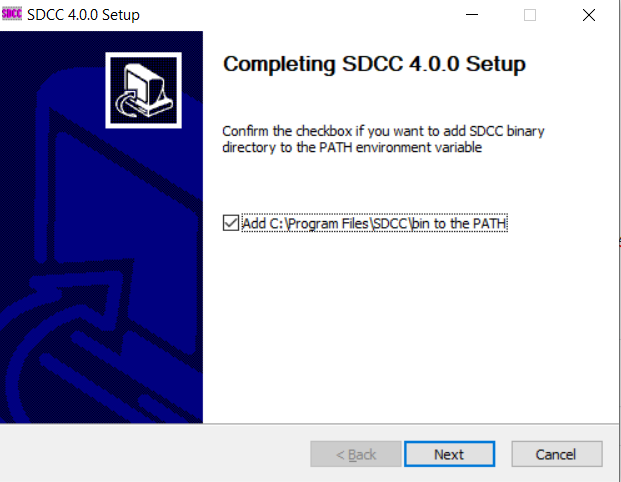 SDCC SDCC 4.0.0 Setup
Completing SDCC 4.0.0 Setup
Confirm the checkbox if you want to add SDCC binary
directory to the PATH environment variable
Add C:\Program Files\SDCC\bin to the PATH
< Back Next Cancel